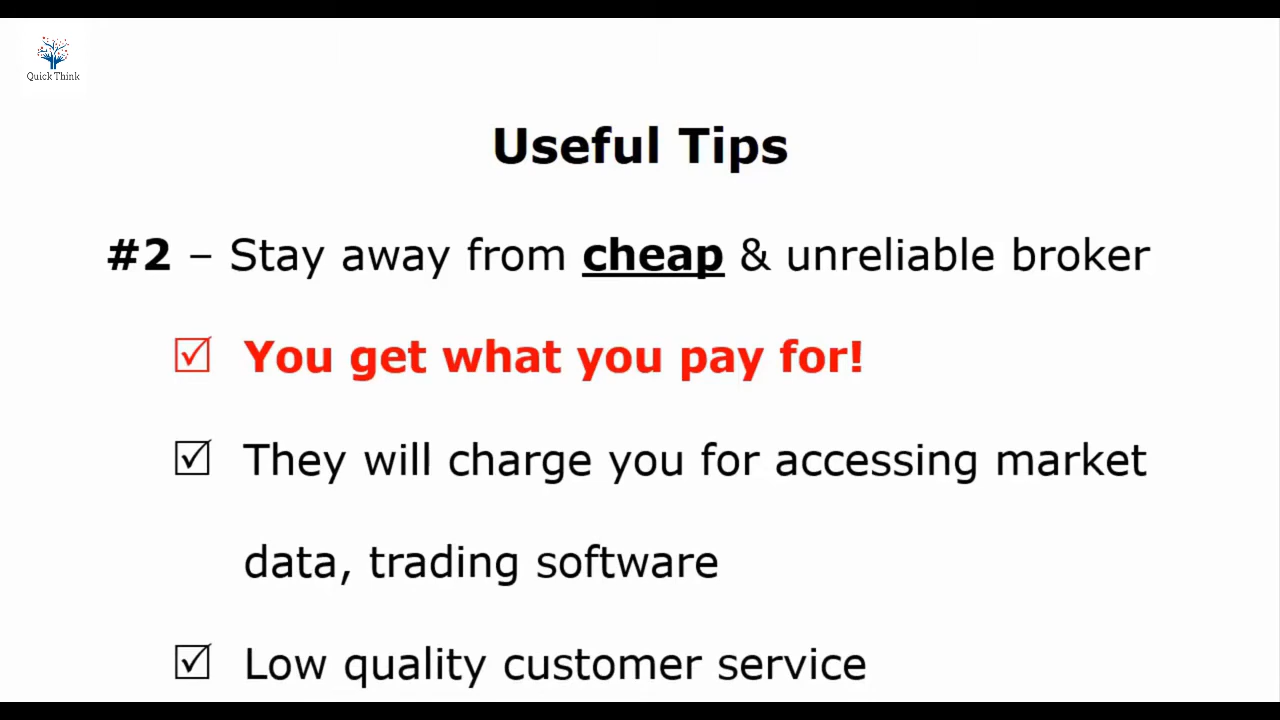 Quick Think
Useful Tips
#2 – Stay away from cheap & unreliable broker
☑ You get what you pay for!
☑ They will charge you for accessing market
data, trading software
☑ Low quality customer service